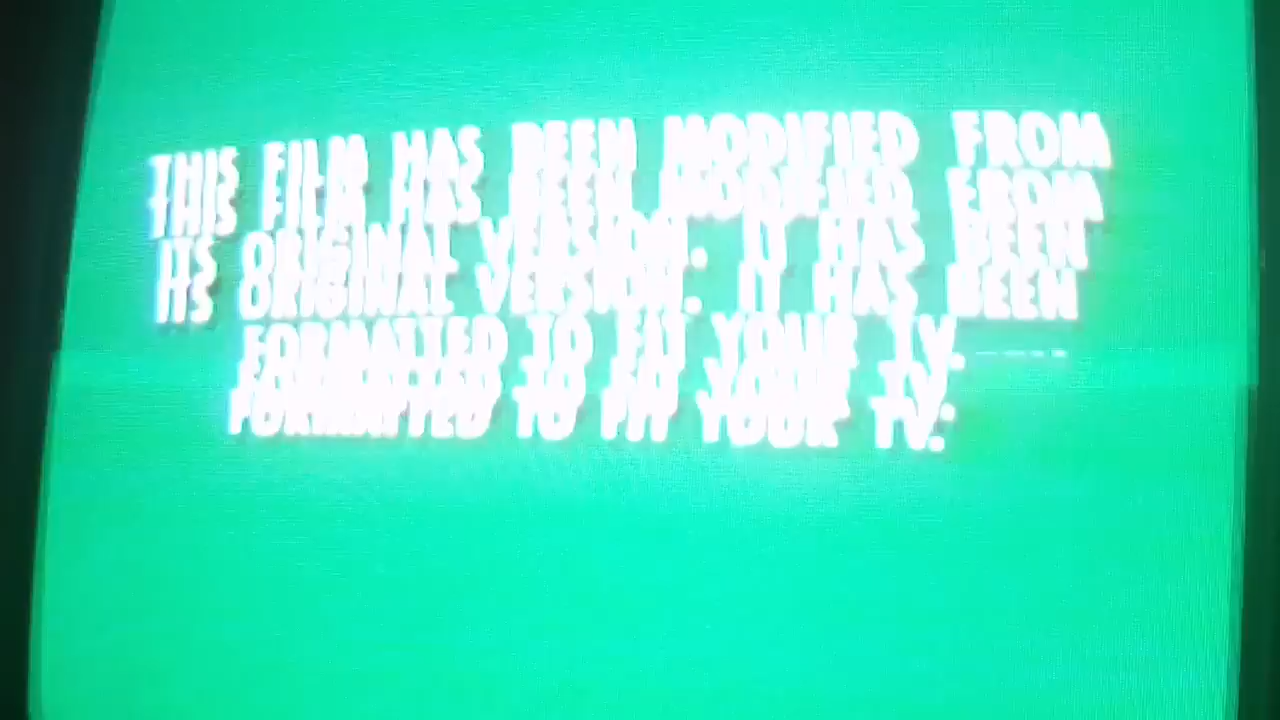 THIS FILM HAS BEEN MODIFIED FROM
ITS ORIGINAL VERSION. IT HAS BEEN
FORMATTED TO FIT YOUR TV.